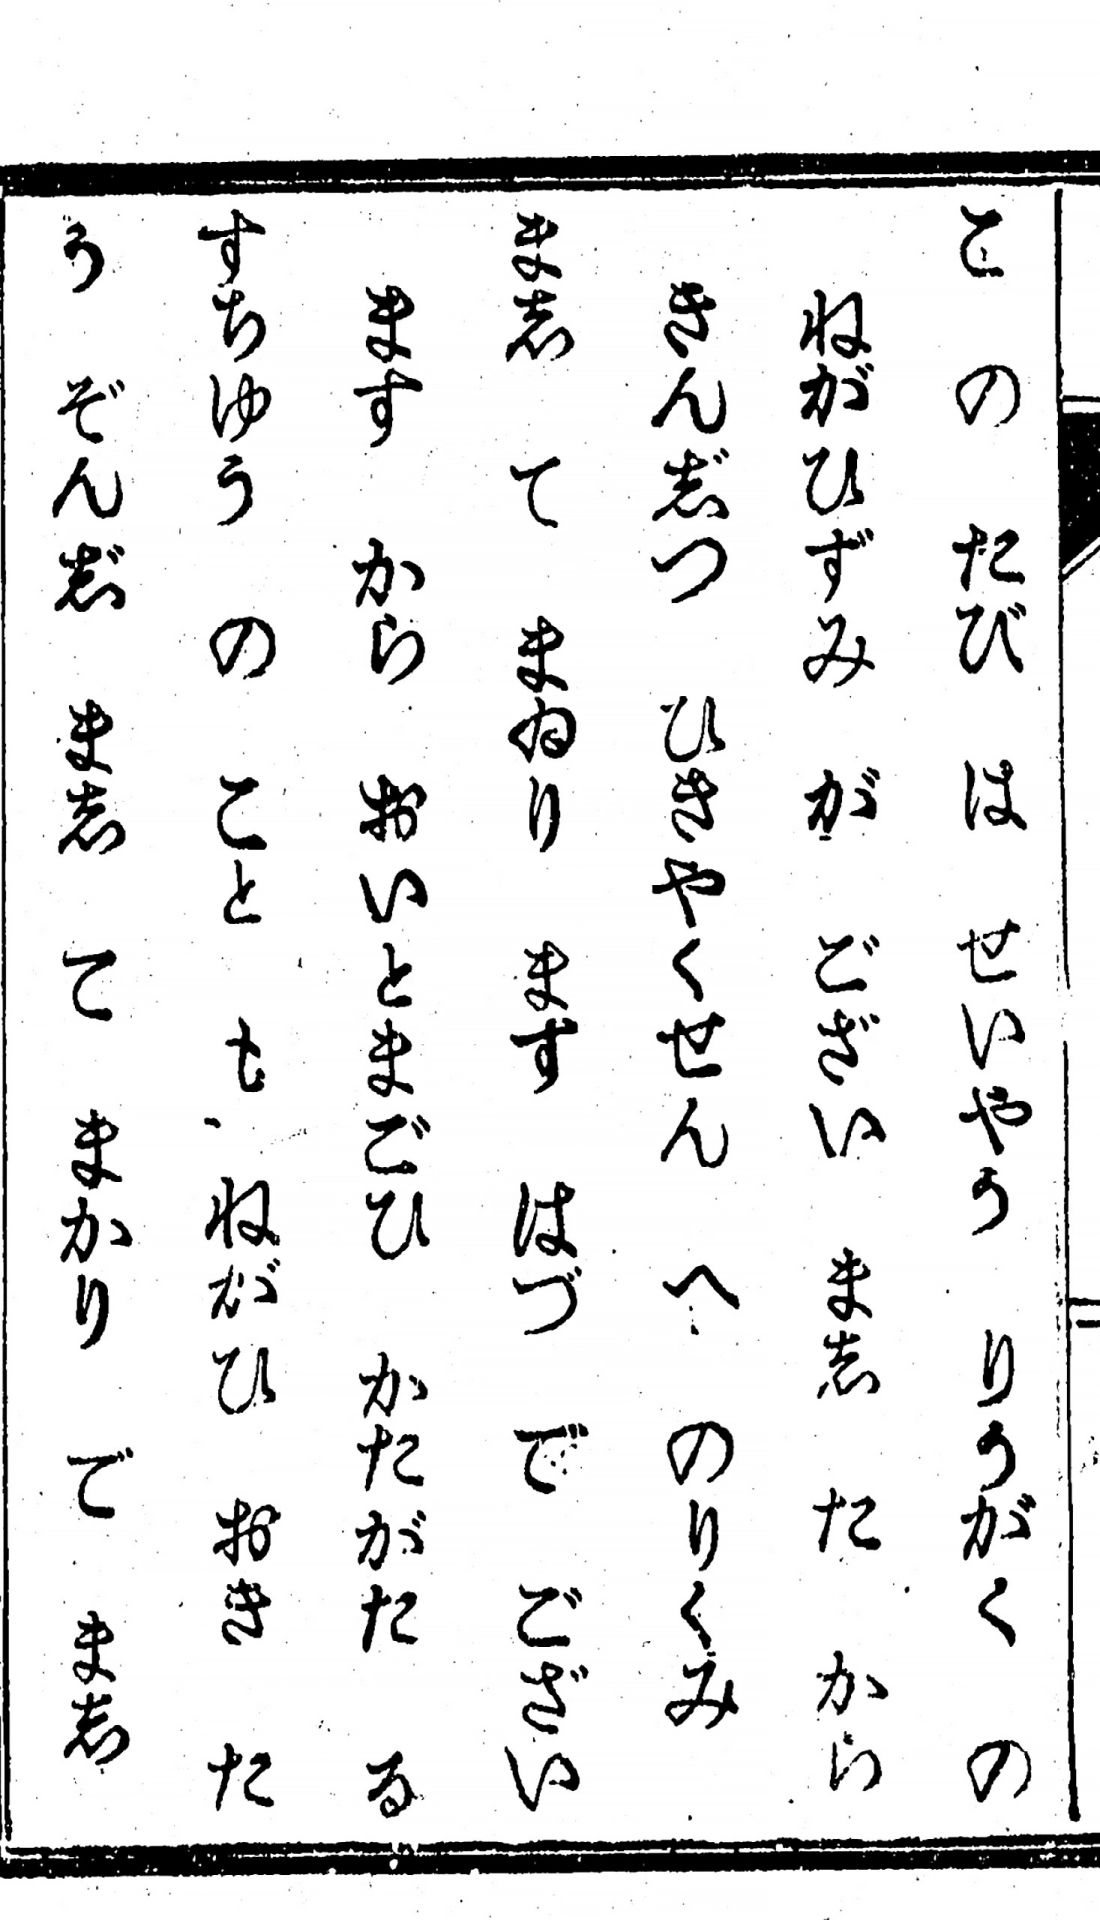 この たび は せいやう りうがく の
ねがひずみ が ござい まし た から
きんじつ ひきやくせん へ のりくみ
まし て まゐり ます はづ で ござい
ます から おいとまごひ かたがた る
すちゆう の こと も ねがひ おき た
う ぞんじ まし て まかり で まし